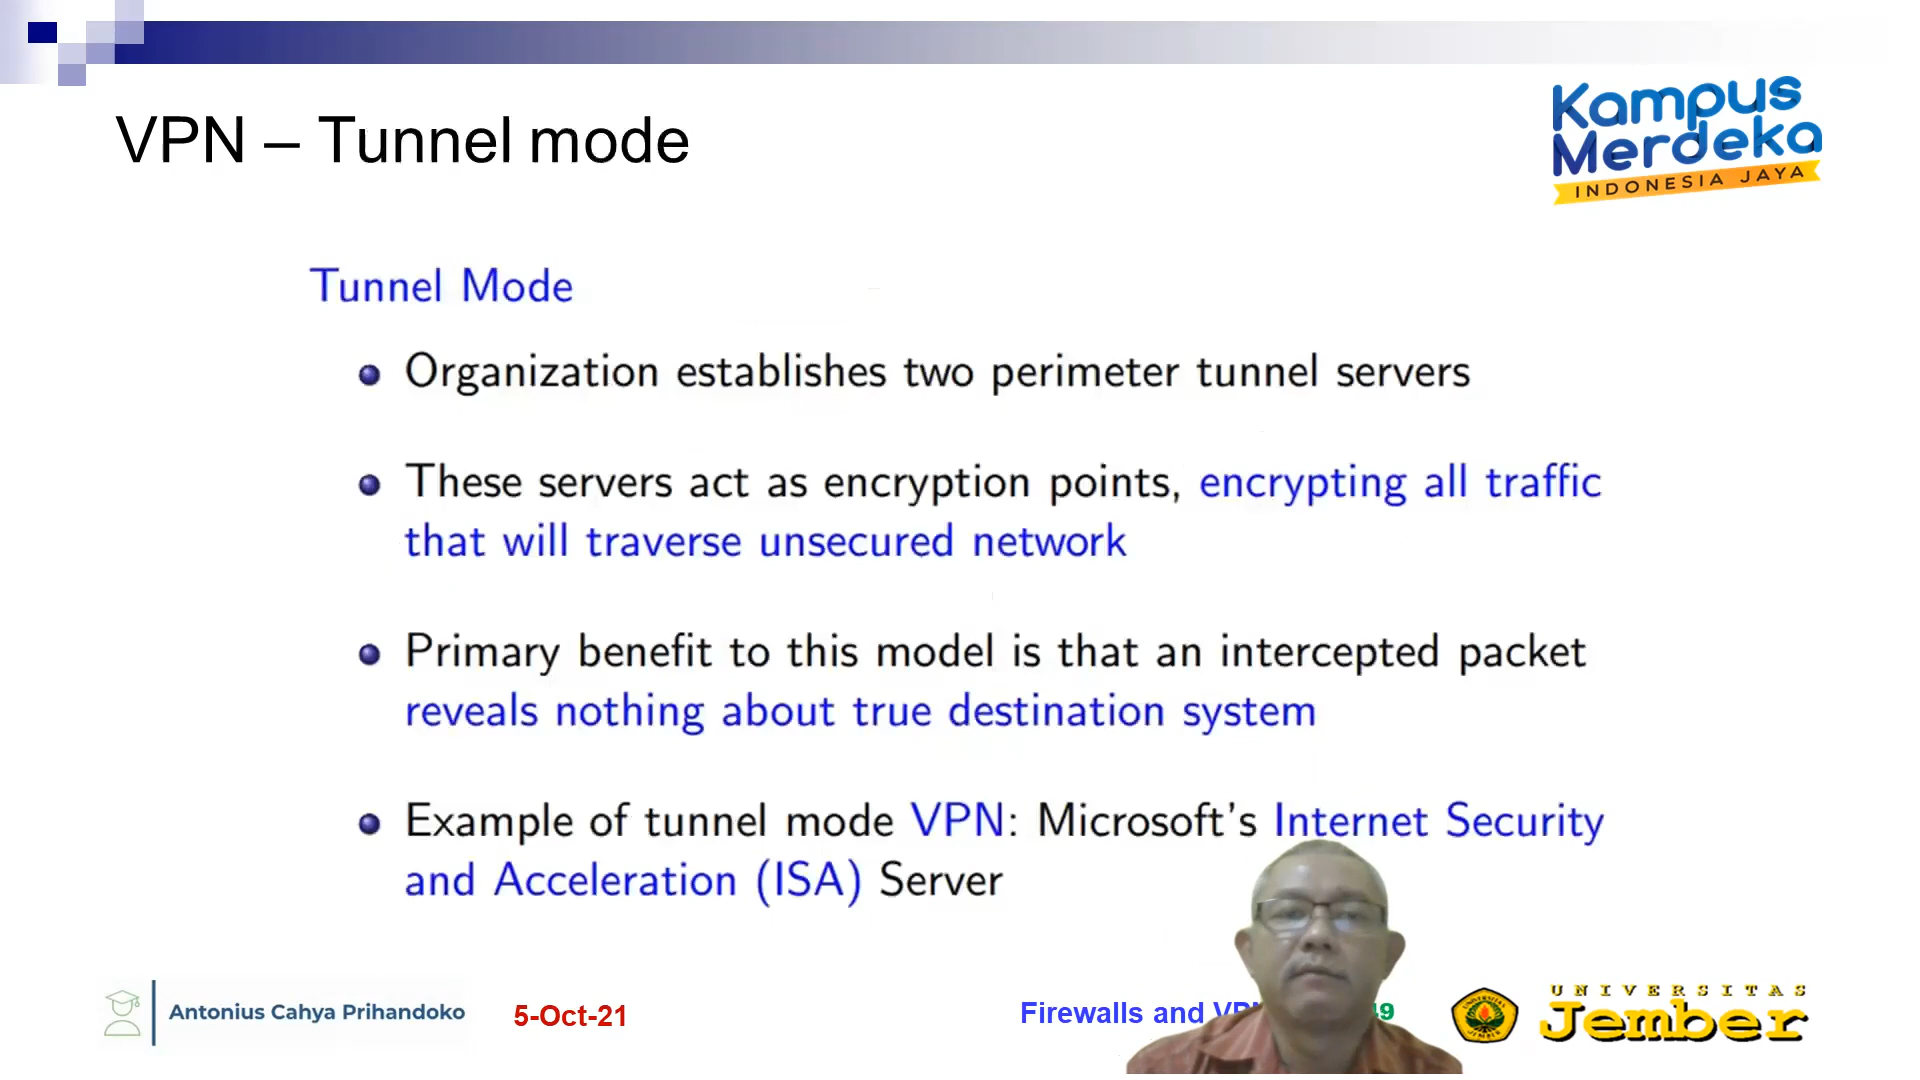 VPN – Tunnel mode
Kampus
Merdeka
INDONESIA JAYA
Tunnel Mode
Organization establishes two perimeter tunnel servers
These servers act as encryption points, encrypting all traffic
that will traverse unsecured network
Primary benefit to this model is that an intercepted packet
reveals nothing about true destination system
Example of tunnel mode VPN: Microsoft's Internet Security
and Acceleration (ISA) Server
Antonius Cahya Prihandoko
5-Oct-21
Firewalls and
UNIVERSITAS
Jember